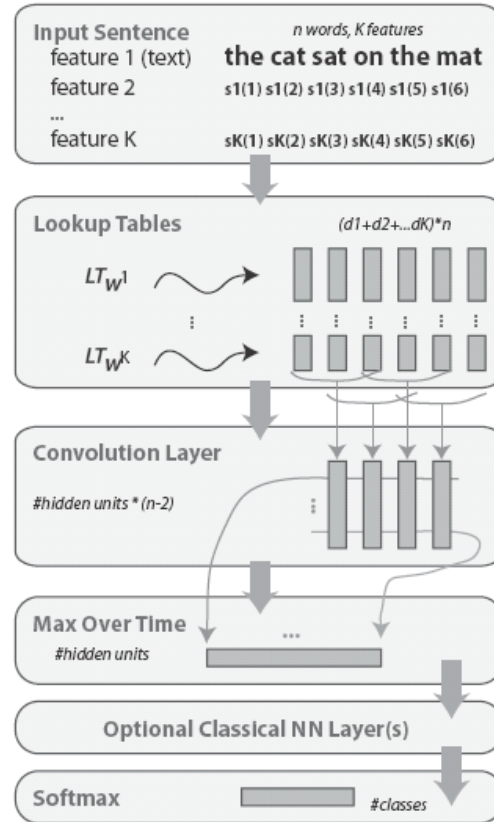 Input Sentence
n words, K features
feature 1 (text) the cat sat on the mat
feature 2 s1(1) s1(2) s1(3) s1(4) s1(5) s1(6)
...
feature K sK(1) sK(2) sK(3) sK(4) sK(5) sK(6)
Lookup Tables
(d1+d2+...dK)*n
LTW1
...
LTWK
Convolution Layer
#hidden units * (n-2)
...
Max Over Time
...
#hidden units
Optional Classical NN Layer(s)
Softmax
#classes